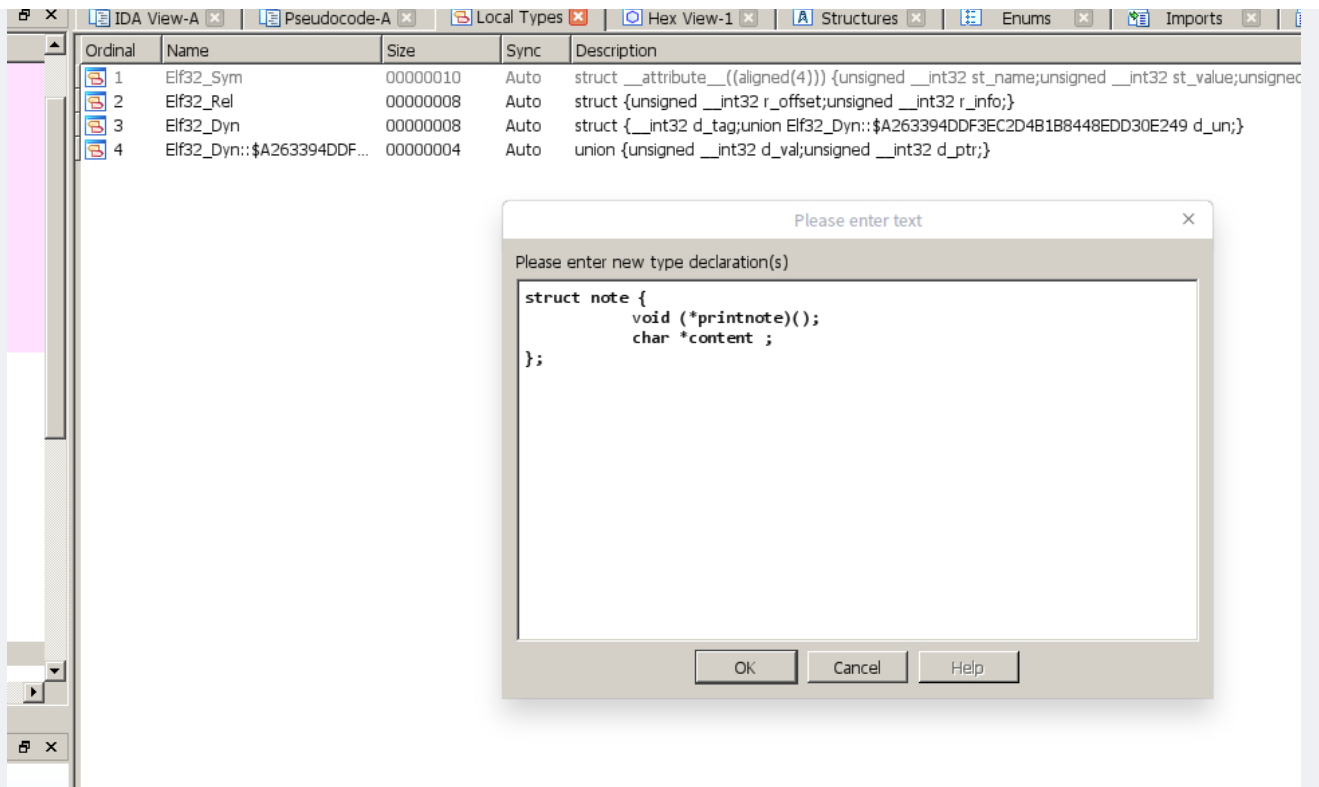 IDA View-A Pseudocode-A Local Types Hex View-1 Structures Enums Imports
Ordinal Name Size Sync Description
1 Elf32_Sym 00000010 Auto struct __attribute__((aligned(4))) {unsigned __int32 st_name;unsigned __int32 st_value;unsigned
2 Elf32_Rel 00000008 Auto struct {unsigned __int32 r_offset;unsigned __int32 r_info;}
3 Elf32_Dyn 00000008 Auto struct {__int32 d_tag;union Elf32_Dyn::$A263394DDF3EC2D4B1B8448EDD30E249 d_un;}
4 Elf32_Dyn::$A263394DDF... 00000004 Auto union {unsigned __int32 d_val;unsigned __int32 d_ptr;}
Please enter text
Please enter new type declaration(s)
struct note {
void (*printnote)();
char *content ;
};
OK Cancel Help